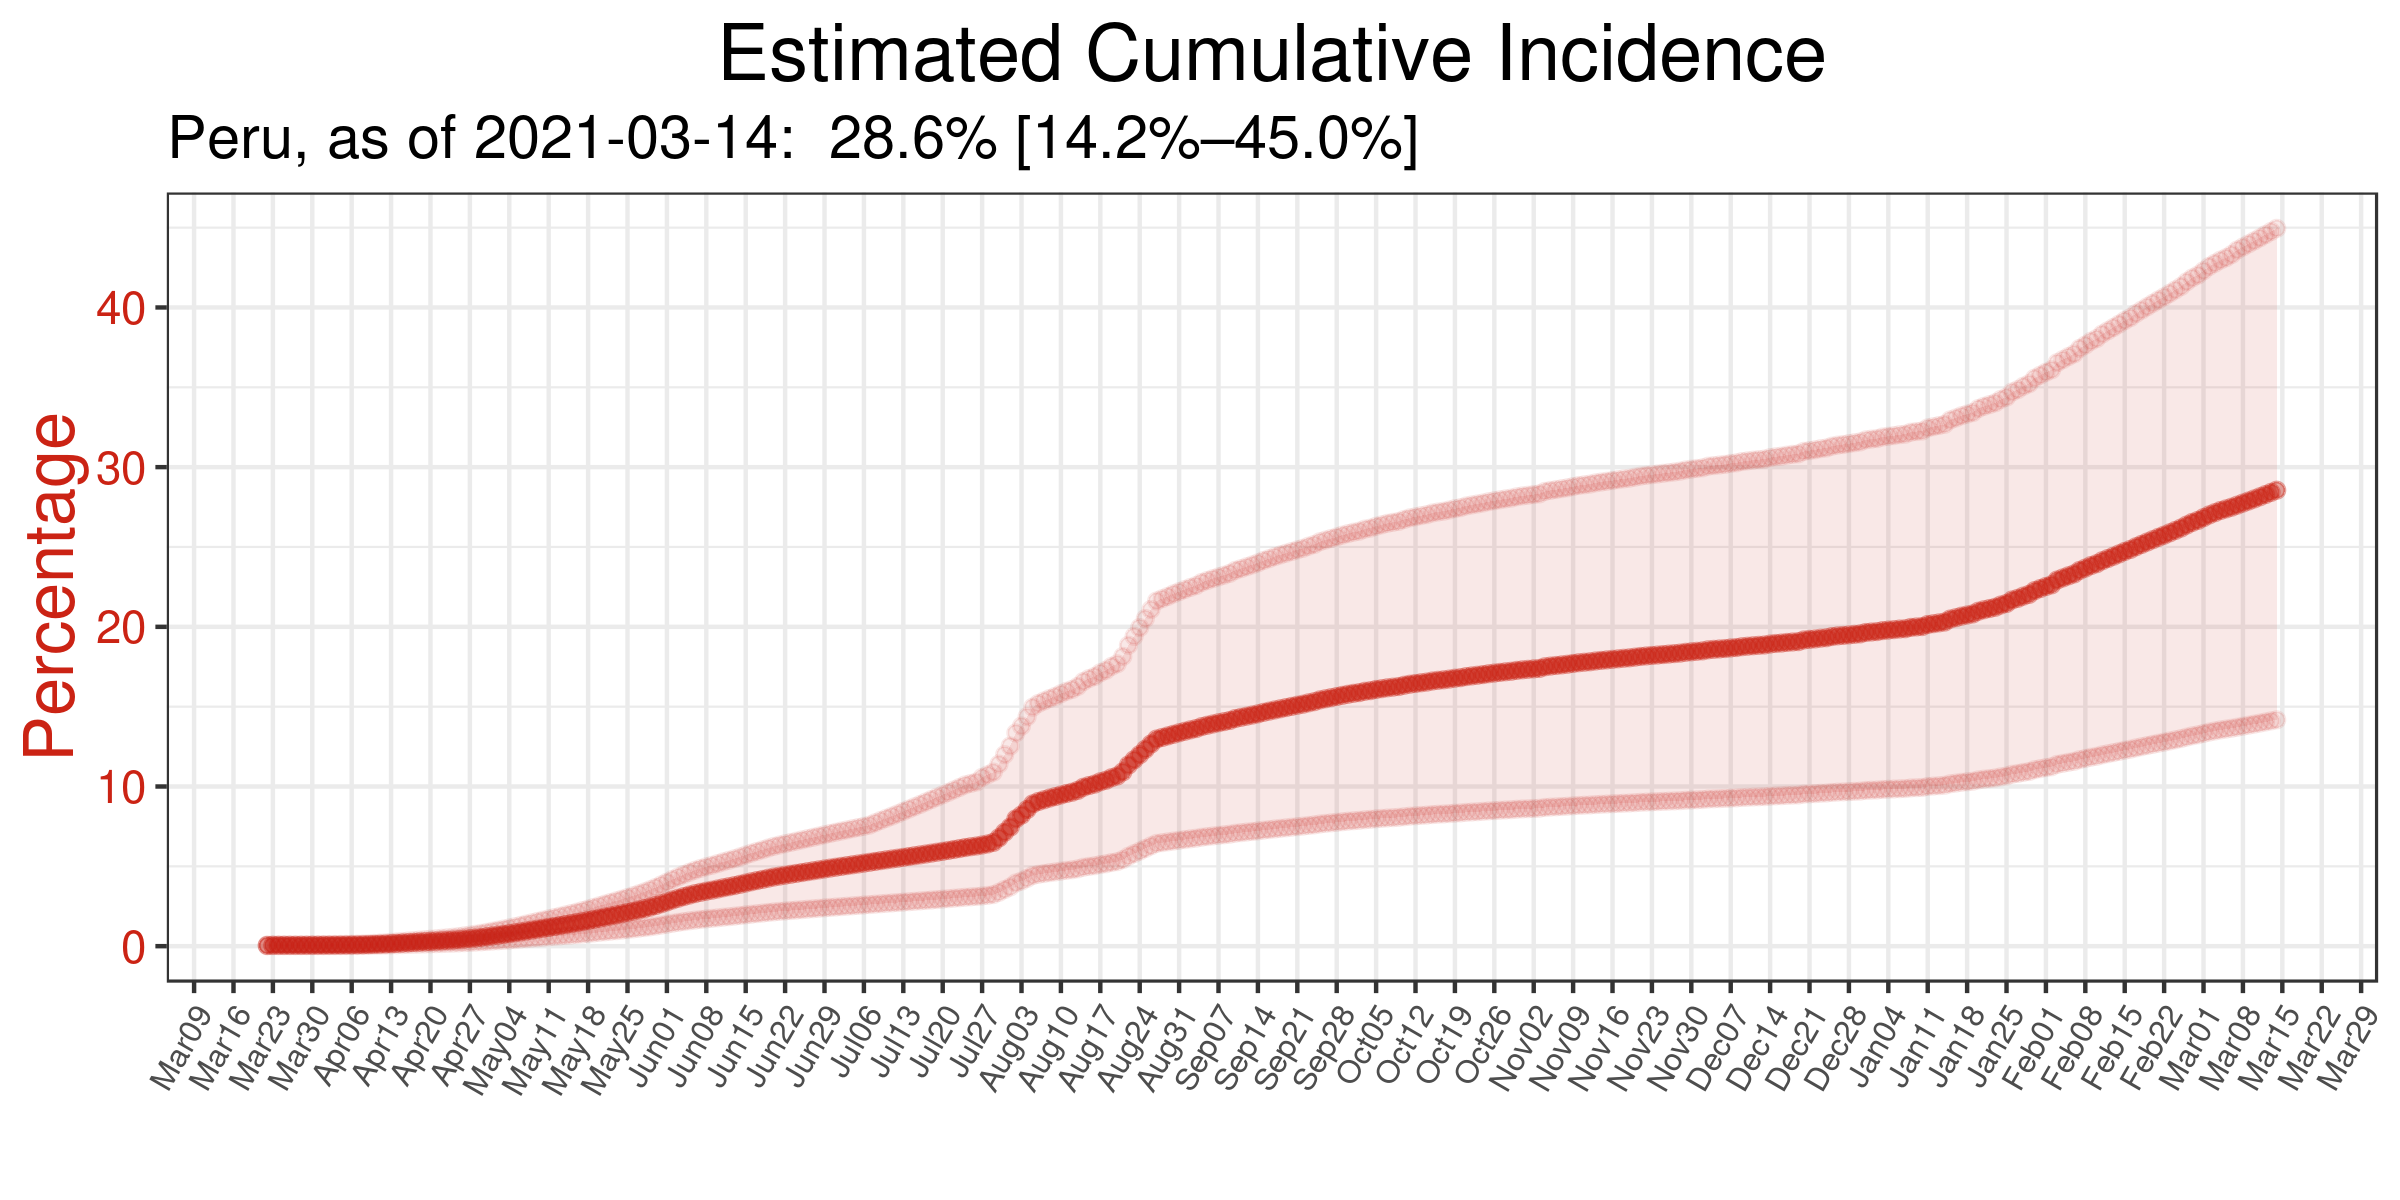 Estimated Cumulative Incidence
Peru, as of 2021-03-14:  28.6% [14.2%–45.0%]
Percentage
40
30
20
10
0
Mar09
Mar16
Mar23
Mar30
Apr06
Apr13
Apr20
Apr27
May04
May11
May18
May25
Jun01
Jun08
Jun15
Jun22
Jun29
Jul06
Jul13
Jul20
Jul27
Aug03
Aug10
Aug17
Aug24
Aug31
Sep07
Sep14
Sep21
Sep28
Oct05
Oct12
Oct19
Oct26
Nov02
Nov09
Nov16
Nov23
Nov30
Dec07
Dec14
Dec21
Dec28
Jan04
Jan11
Jan18
Jan25
Feb01
Feb08
Feb15
Feb22
Mar01
Mar08
Mar15
Mar22
Mar29